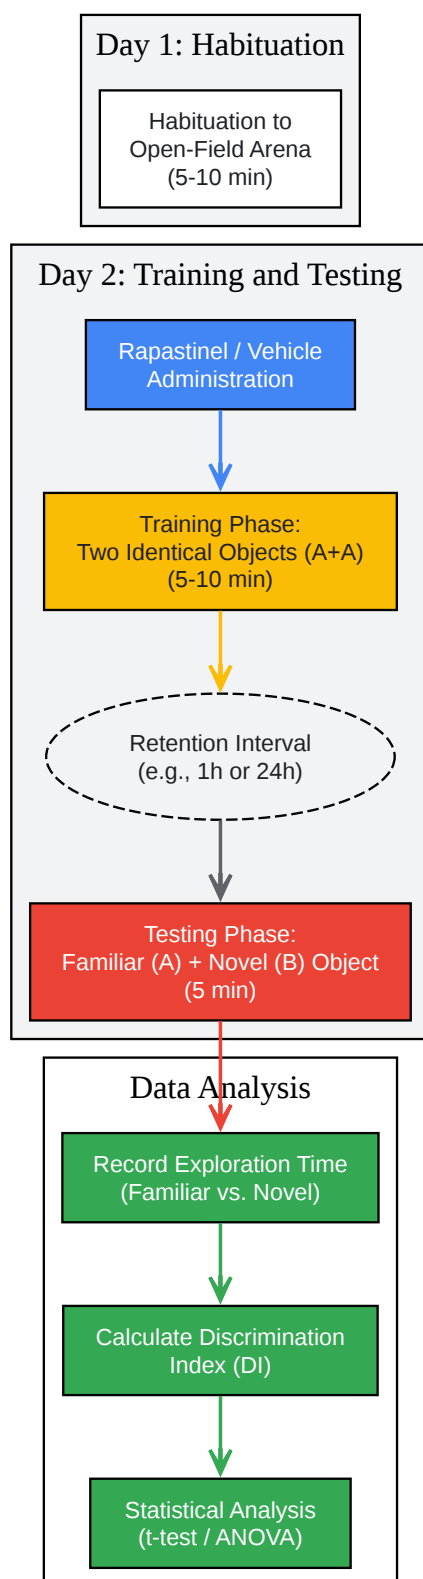 Day 1: Habituation
Habituation to
Open-Field Arena
(5-10 min)
Day 2: Training and Testing
Rapastinel / Vehicle
Administration
Training Phase:
Two Identical Objects (A+A)
(5-10 min)
Retention Interval
(e.g., 1h or 24h)
Testing Phase:
Familiar (A) + Novel (B) Object
(5 min)
Data Analysis
Record Exploration Time
(Familiar vs. Novel)
Calculate Discrimination
Index (DI)
Statistical Analysis
(t-test / ANOVA)